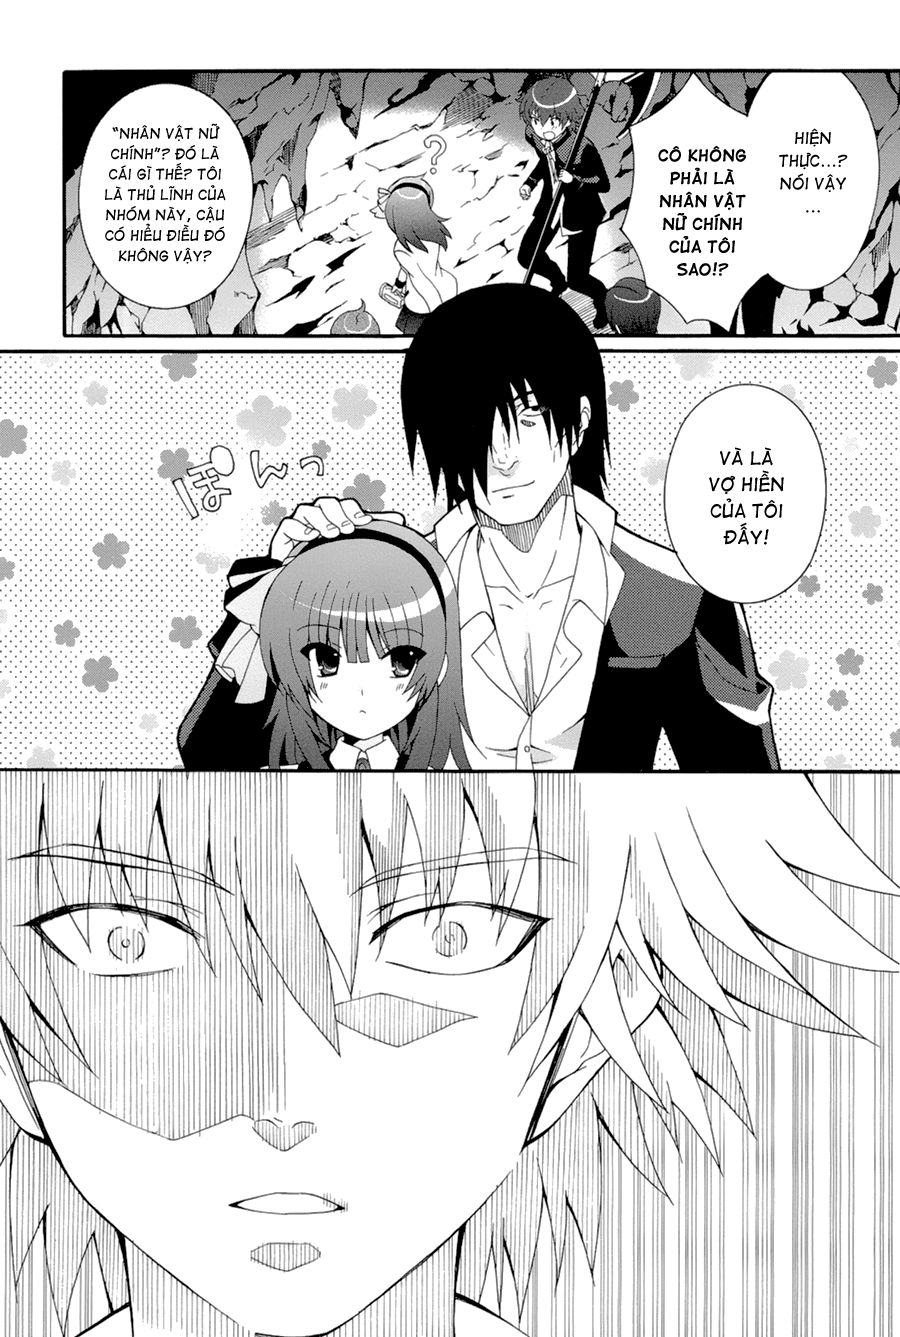 HIỆN
THỰC...?
NÓI VẬY
...
CÔ KHÔNG
PHẢI LÀ
NHÂN VẬT
NỮ CHÍNH
CỦA TÔI
SAO!?
?
“NHÂN VẬT NỮ
CHÍNH”? ĐÓ LÀ
CÁI GÌ THẾ? TÔI
LÀ THỦ LĨNH CỦA
NHÓM NÀY, CẬU
CÓ HIỂU ĐIỀU ĐÓ
KHÔNG VẬY?
VÀ LÀ
VỢ HIỀN
CỦA TÔI
ĐẤY!
ぽんっ